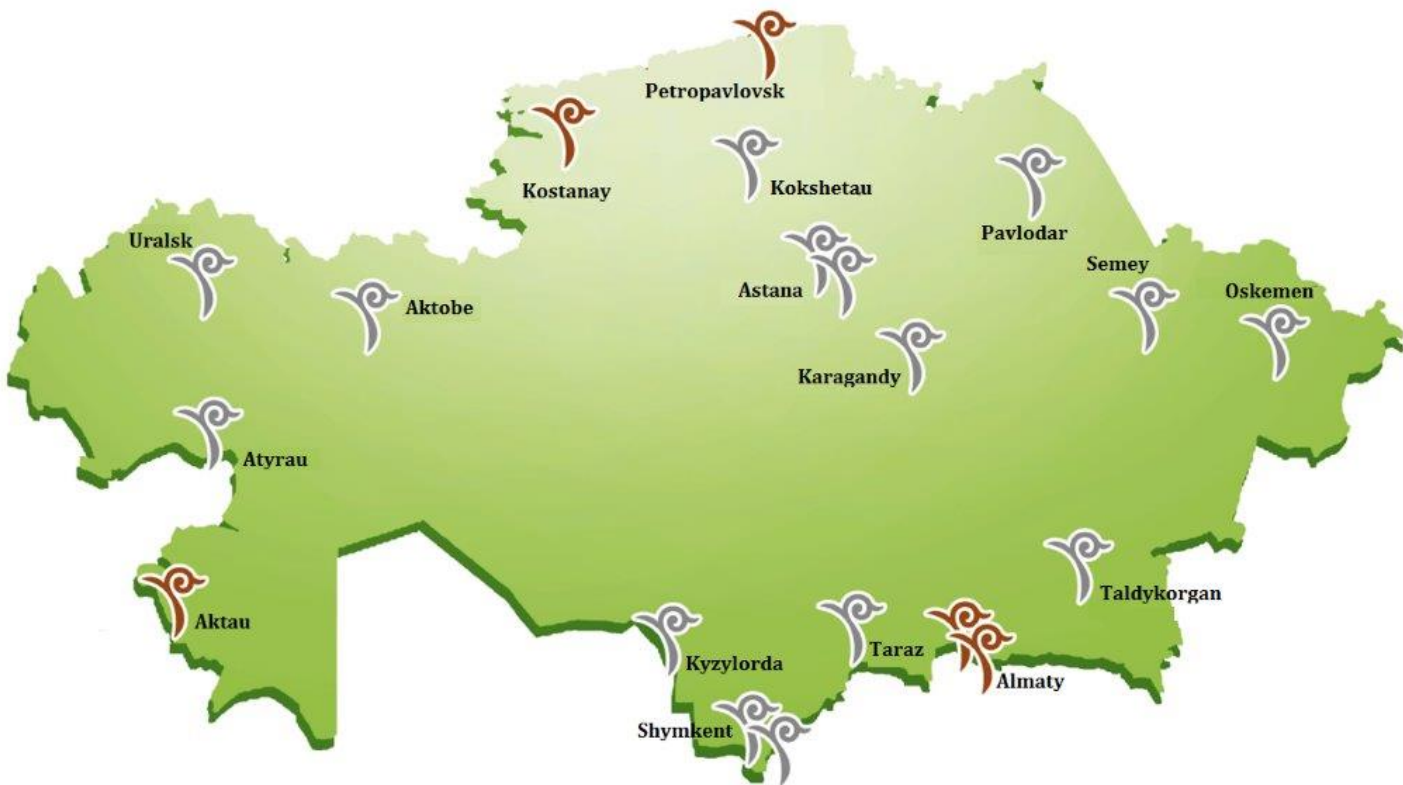 Petropavlovsk
Kostanay
Kokshetau
Pavlodar
Uralsk
Semey
Astana
Oskemen
Aktobe
Karagandy
Atyrau
Taldykorgan
Aktau
Kyzylorda
Taraz
Almaty
Shymkent